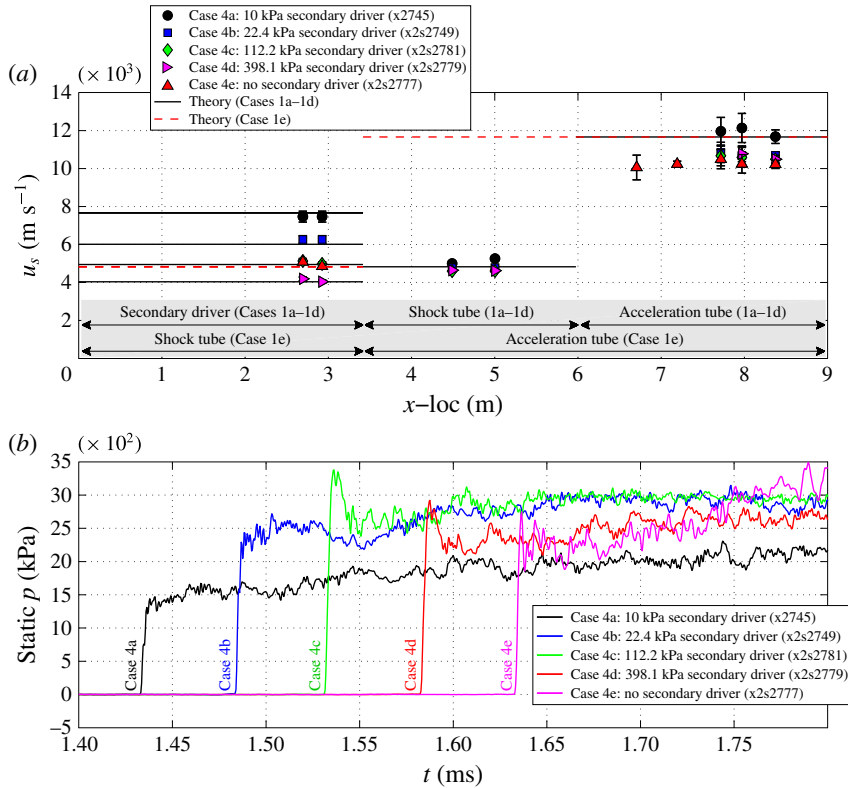 Case 4a: 10 kPa secondary driver (x2745)
Case 4b: 22.4 kPa secondary driver (x2s2749)
Case 4c: 112.2 kPa secondary driver (x2s2781)
Case 4d: 398.1 kPa secondary driver (x2s2779)
Case 4e: no secondary driver (x2s2777)
Theory (Cases 1a–1d)
Theory (Case 1e)
(a)
(× 10³)
14
12
10
8
6
4
2
u_s (m s⁻¹)
Secondary driver (Cases 1a–1d)
Shock tube (1a–1d)
Acceleration tube (1a–1d)
Shock tube (Case 1e)
Acceleration tube (Case 1e)
0 1 2 3 4 5 6 7 8 9
x–loc (m)
(b)
(× 10²)
35
30
25
20
15
10
5
0
–5
Static p (kPa)
Case 4a
Case 4b
Case 4c
Case 4d
Case 4e
Case 4a: 10 kPa secondary driver (x2745)
Case 4b: 22.4 kPa secondary driver (x2s2749)
Case 4c: 112.2 kPa secondary driver (x2s2781)
Case 4d: 398.1 kPa secondary driver (x2s2779)
Case 4e: no secondary driver (x2s2777)
1.40 1.45 1.50 1.55 1.60 1.65 1.70 1.75
t (ms)